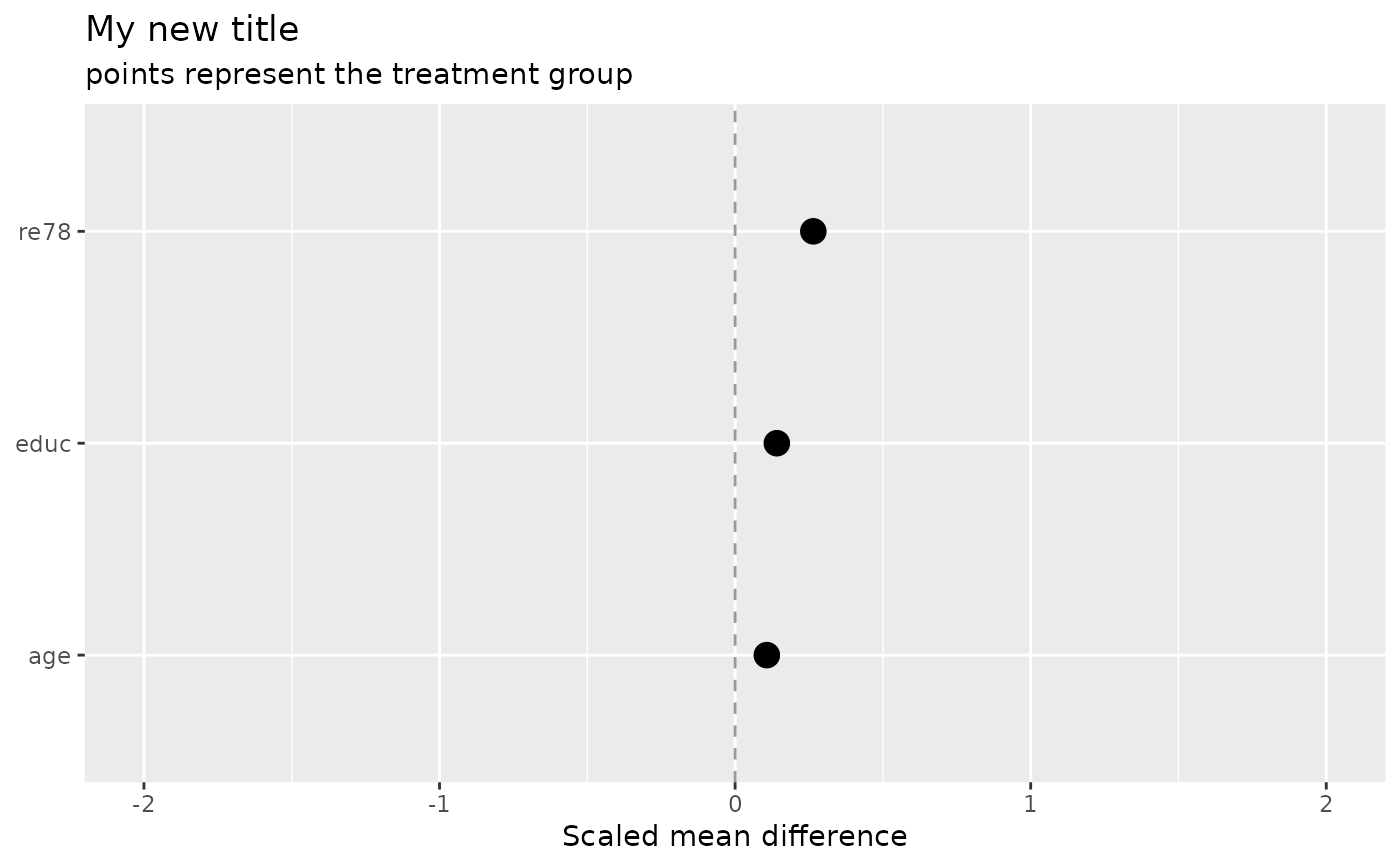 My new title
points represent the treatment group
re78
educ
age
-2 -1 0 1 2
Scaled mean difference